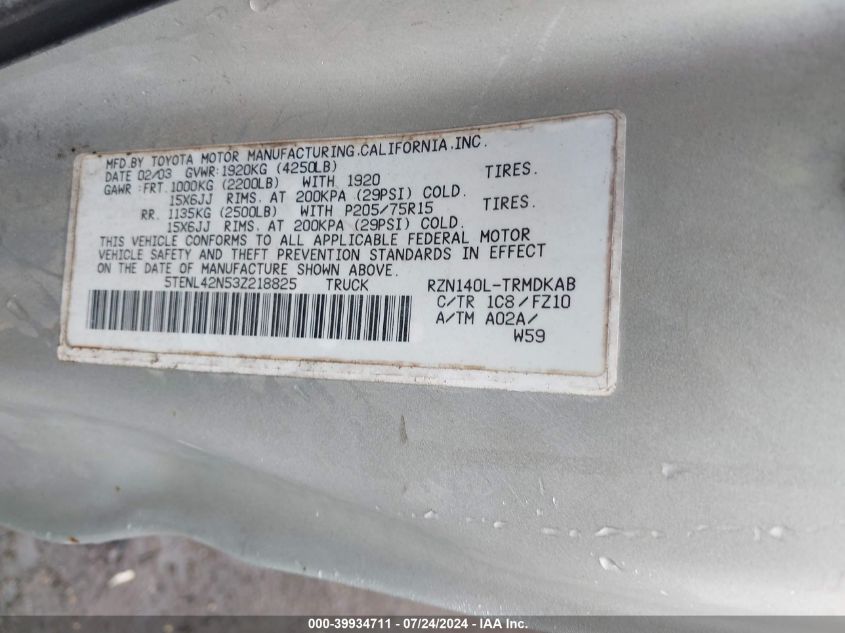 MFD.BY TOYOTA MOTOR MANUFACTURING.CALIFORNIA.INC.
DATE 02/03 GVWR:1920KG (4250LB)
GAWR:FRT.1000KG (2200LB) WITH 1920 TIRES.
15X6JJ RIMS. AT 200KPA (29PSI) COLD.
RR. 1135KG (2500LB) WITH P205/75R15 TIRES.
15X6JJ RIMS. AT 200KPA (29PSI) COLD.
THIS VEHICLE CONFORMS TO ALL APPLICABLE FEDERAL MOTOR
VEHICLE SAFETY AND THEFT PREVENTION STANDARDS IN EFFECT
ON THE DATE OF MANUFACTURE SHOWN ABOVE.
5TENL42N53Z218825 TRUCK RZN140L-TRMDKAB
C/TR 1C8/FZ10
A/TM A02A/
W59
000-39934711 - 07/24/2024 - IAA Inc.